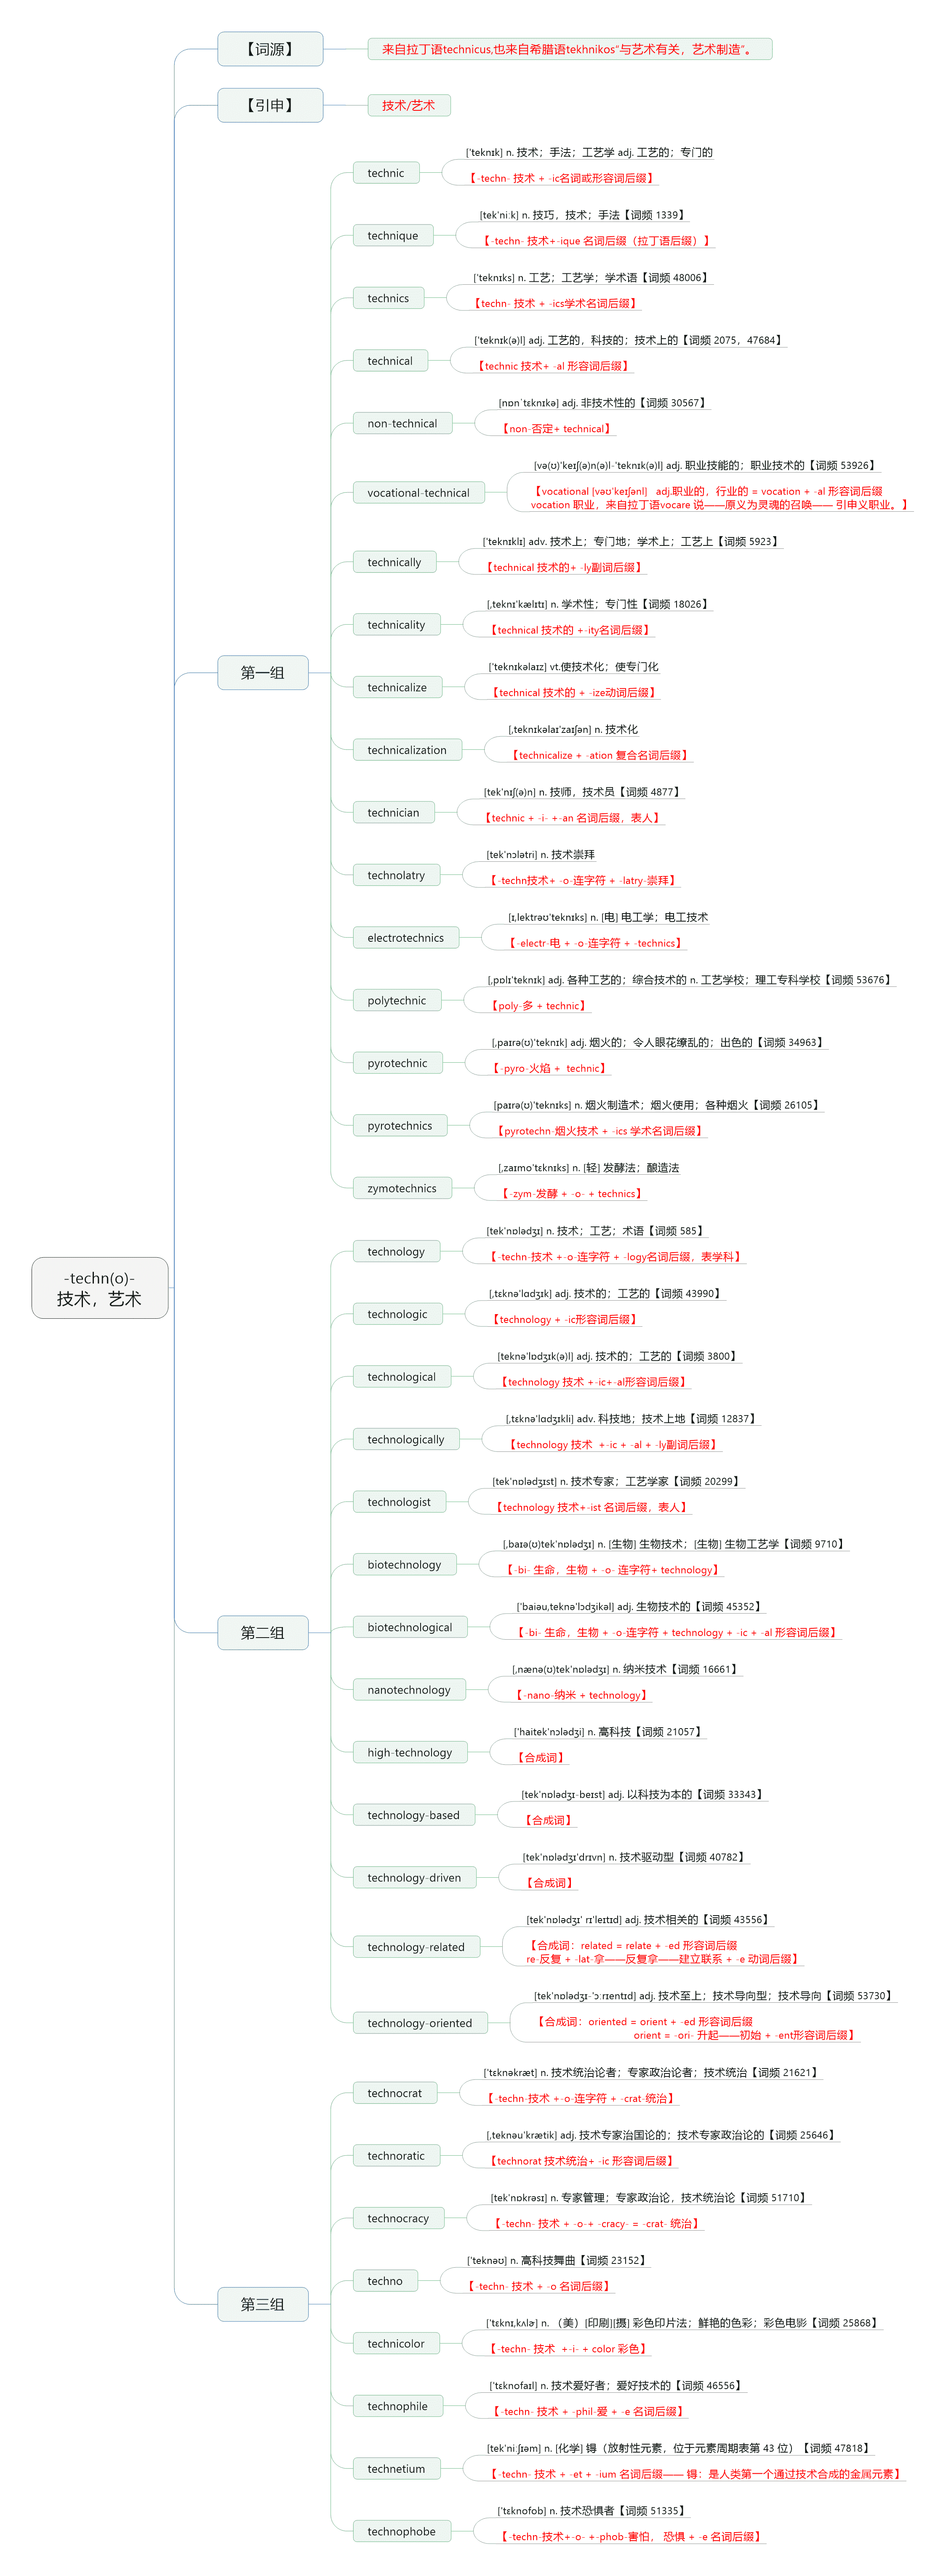 【词源】
来自拉丁语technicus,也来自希腊语tekhnikos“与艺术有关，艺术制造”。
【引申】
技术/艺术
-techn(o)-
技术，艺术
第一组
technic
['teknɪk] n. 技术；手法；工艺学 adj. 工艺的；专门的
【-techn- 技术 + -ic名词或形容词后缀】
technique
[tek'niːk] n. 技巧，技术；手法【词频 1339】
【-techn- 技术+-ique 名词后缀（拉丁语后缀）】
technics
['teknɪks] n. 工艺；工艺学；学术语【词频 48006】
【techn- 技术 + -ics学术名词后缀】
technical
['teknɪk(ə)l] adj. 工艺的，科技的；技术上的【词频 2075，47684】
【technic 技术+ -al 形容词后缀】
non-technical
[nɒnˈtɛknɪkə] adj. 非技术性的【词频 30567】
【non-否定+ technical】
vocational-technical
[və(ʊ)'keɪʃ(ə)n(ə)l-'teknɪk(ə)l] adj. 职业技能的；职业技术的【词频 53926】
【vocational [vəʊ'keɪʃənl] adj.职业的，行业的 = vocation + -al 形容词后缀
vocation 职业，来自拉丁语vocare 说——原义为灵魂的召唤—— 引申义职业。】
technically
['teknɪklɪ] adv. 技术上；专门地；学术上；工艺上【词频 5923】
【technical 技术的+ -ly副词后缀】
technicality
[,teknɪ'kælɪtɪ] n. 学术性；专门性【词频 18026】
【technical 技术的 +-ity名词后缀】
technicalize
['teknɪkəlaɪz] vt.使技术化；使专门化
【technical 技术的 + -ize动词后缀】
technicalization
[,teknɪkəlaɪ'zaɪʃən] n. 技术化
【technicalize + -ation 复合名词后缀】
technician
[tek'nɪʃ(ə)n] n. 技师，技术员【词频 4877】
【technic + -i- +-an 名词后缀，表人】
technolatry
[tek'nɔlətri] n. 技术崇拜
【-techn技术+ -o-连字符 + -latry-崇拜】
electrotechnics
[ɪ,lektrəʊ'teknɪks] n. [电] 电工学；电工技术
【-electr-电 + -o-连字符 + -technics】
polytechnic
[,pɒlɪ'teknɪk] adj. 各种工艺的；综合技术的 n. 工艺学校；理工专科学校【词频 53676】
【poly-多 + technic】
pyrotechnic
[,paɪrə(ʊ)'teknɪk] adj. 烟火的；令人眼花缭乱的；出色的【词频 34963】
【-pyro-火焰 + technic】
pyrotechnics
[paɪrə(ʊ)'teknɪks] n. 烟火制造术；烟火使用；各种烟火【词频 26105】
【pyrotechn-烟火技术 + -ics 学术名词后缀】
zymotechnics
[,zaɪmo'tɛknɪks] n. [轻] 发酵法；酿造法
【-zym-发酵 + -o- + technics】
第二组
technology
[tek'nɒlədʒɪ] n. 技术；工艺；术语【词频 585】
【-techn-技术 +-o-连字符 + -logy名词后缀，表学科】
technologic
[,tɛknə'lɑdʒɪk] adj. 技术的；工艺的【词频 43990】
【technology + -ic形容词后缀】
technological
[teknə'lɒdʒɪk(ə)l] adj. 技术的；工艺的【词频 3800】
【technology 技术 +-ic+-al形容词后缀】
technologically
[,tɛknə'lɑdʒɪkli] adv. 科技地；技术上地【词频 12837】
【technology 技术 +-ic + -al + -ly副词后缀】
technologist
[tek'nɒlədʒɪst] n. 技术专家；工艺学家【词频 20299】
【technology 技术+-ist 名词后缀，表人】
biotechnology
[,baɪə(ʊ)tek'nɒlədʒɪ] n. [生物] 生物技术；[生物] 生物工艺学【词频 9710】
【-bi- 生命，生物 + -o- 连字符+ technology】
biotechnological
['baiəu,teknə'lɔdʒikəl] adj. 生物技术的【词频 45352】
【-bi- 生命，生物 + -o-连字符 + technology + -ic + -al 形容词后缀】
nanotechnology
[,nænə(ʊ)tek'nɒlədʒɪ] n. 纳米技术【词频 16661】
【-nano-纳米 + technology】
high-technology
['haitek'nɔlədʒi] n. 高科技【词频 21057】
【合成词】
technology-based
[tek'nɒlədʒɪ-beɪst] adj. 以科技为本的【词频 33343】
【合成词】
technology-driven
[tek'nɒlədʒɪ'drɪvn] n. 技术驱动型【词频 40782】
【合成词】
technology-related
[tek'nɒlədʒɪ' rɪ'leɪtɪd] adj. 技术相关的【词频 43556】
【合成词：related = relate + -ed 形容词后缀
re-反复 + -lat-拿——反复拿——建立联系 + -e 动词后缀】
technology-oriented
[tek'nɒlədʒɪ-'ɔːrɪentɪd] adj. 技术至上；技术导向型；技术导向【词频 53730】
【合成词：oriented = orient + -ed 形容词后缀
orient = -ori- 升起——初始 + -ent形容词后缀】
第三组
technocrat
['tɛknəkræt] n. 技术统治论者；专家政治论者；技术统治【词频 21621】
【-techn-技术 +-o-连字符 + -crat-统治】
technoratic
[,teknəu'krætik] adj. 技术专家治国论的；技术专家政治论的【词频 25646】
【technorat 技术统治+ -ic 形容词后缀】
technocracy
[tek'nɒkrəsɪ] n. 专家管理；专家政治论，技术统治论【词频 51710】
【-techn- 技术 + -o-+ -cracy- = -crat- 统治】
techno
['teknəʊ] n. 高科技舞曲【词频 23152】
【-techn- 技术 + -o 名词后缀】
technicolor
['tɛknɪ,kʌlɚ] n. （美）[印刷][摄] 彩色印片法；鲜艳的色彩；彩色电影【词频 25868】
【-techn- 技术 +-i- + color 彩色】
technophile
['tɛknofaɪl] n. 技术爱好者；爱好技术的【词频 46556】
【-techn- 技术 + -phil-爱 + -e 名词后缀】
technetium
[tek'niːʃɪəm] n. [化学] 锝（放射性元素，位于元素周期表第 43 位）【词频 47818】
【-techn- 技术 + -et + -ium 名词后缀—— 锝：是人类第一个通过技术合成的金属元素】
technophobe
['tɛknofob] n. 技术恐惧者【词频 51335】
【-techn-技术+-o- +-phob-害怕， 恐惧 + -e 名词后缀】